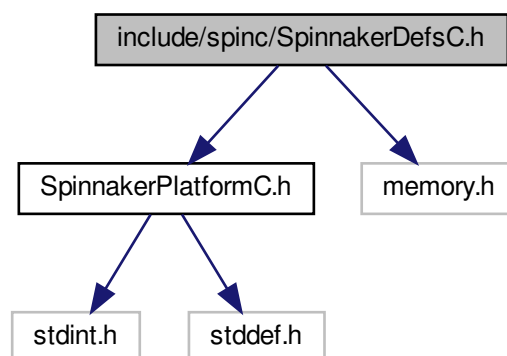 include/spinc/SpinnakerDefsC.h
SpinnakerPlatformC.h
memory.h
stdint.h
stddef.h